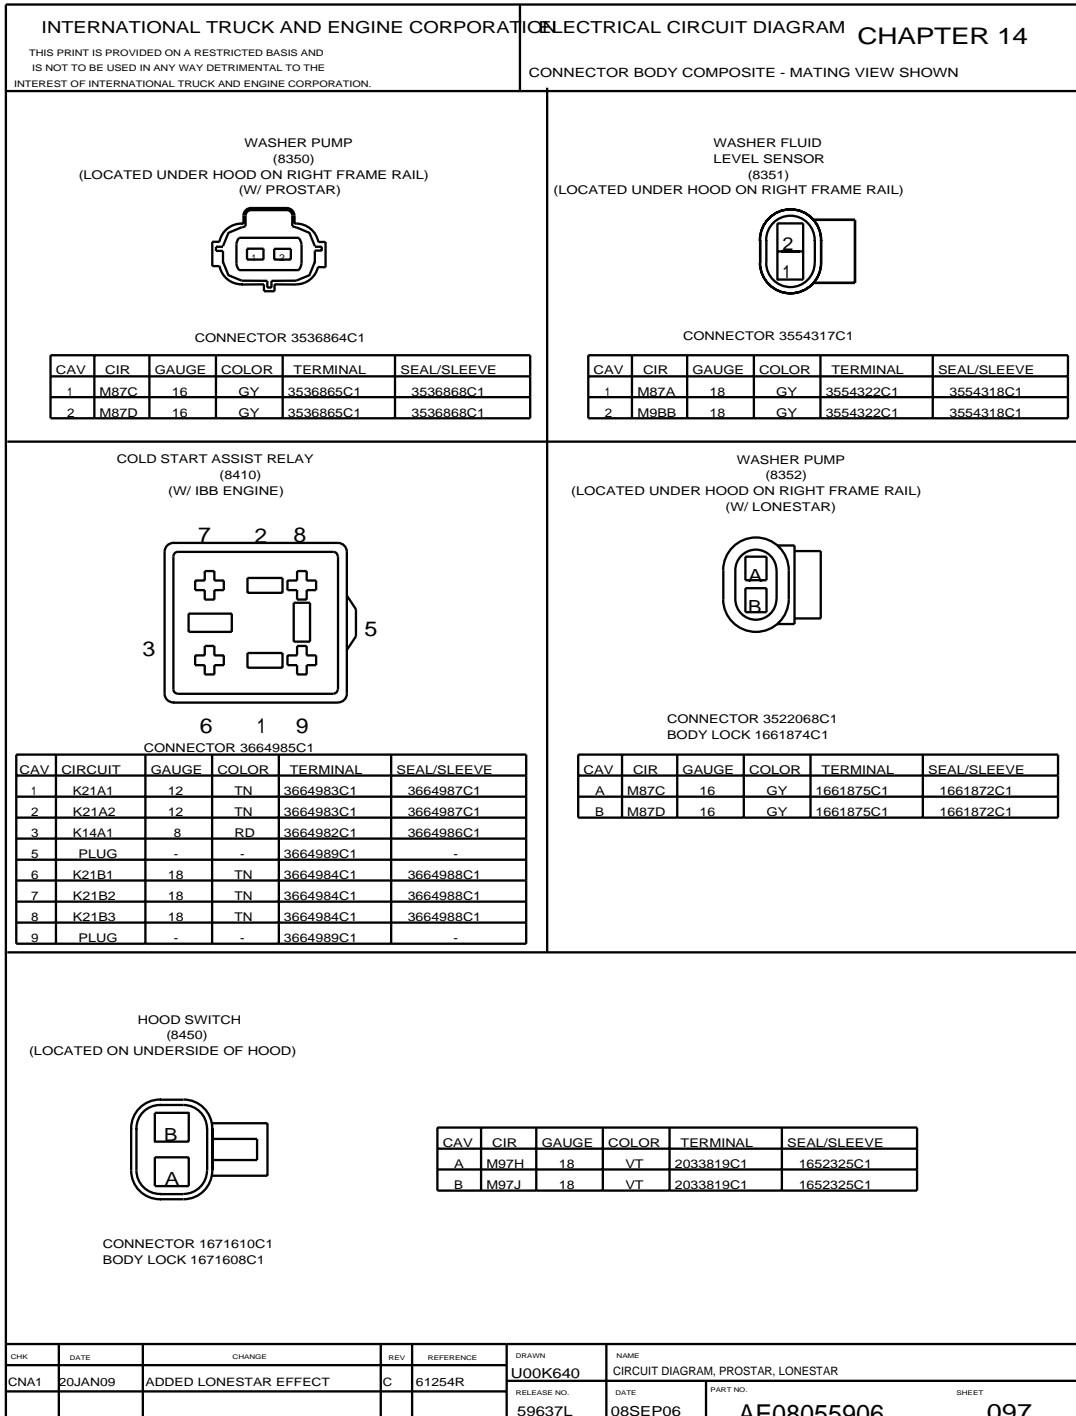 INTERNATIONAL TRUCK AND ENGINE CORPORATION
THIS PRINT IS PROVIDED ON A RESTRICTED BASIS AND
IS NOT TO BE USED IN ANY WAY DETRIMENTAL TO THE
INTEREST OF INTERNATIONAL TRUCK AND ENGINE CORPORATION.
ELECTRICAL CIRCUIT DIAGRAM
CHAPTER 14
CONNECTOR BODY COMPOSITE - MATING VIEW SHOWN
WASHER PUMP
(8350)
(LOCATED UNDER HOOD ON RIGHT FRAME RAIL)
(W/ PROSTAR)
1 2
CONNECTOR 3536864C1
CAV CIR GAUGE COLOR TERMINAL SEAL/SLEEVE
1 M87C 16 GY 3536865C1 3536868C1
2 M87D 16 GY 3536865C1 3536868C1
WASHER FLUID
LEVEL SENSOR
(8351)
(LOCATED UNDER HOOD ON RIGHT FRAME RAIL)
2
1
CONNECTOR 3554317C1
CAV CIR GAUGE COLOR TERMINAL SEAL/SLEEVE
1 M87A 18 GY 3554322C1 3554318C1
2 M9BB 18 GY 3554322C1 3554318C1
COLD START ASSIST RELAY
(8410)
(W/ IBB ENGINE)
7 2 8
5
3
6 1 9
CONNECTOR 3664985C1
CAV CIRCUIT GAUGE COLOR TERMINAL SEAL/SLEEVE
1 K21A1 12 TN 3664983C1 3664987C1
2 K21A2 12 TN 3664983C1 3664987C1
3 K14A1 8 RD 3664982C1 3664986C1
5 PLUG - - 3664989C1 -
6 K21B1 18 TN 3664984C1 3664988C1
7 K21B2 18 TN 3664984C1 3664988C1
8 K21B3 18 TN 3664984C1 3664988C1
9 PLUG - - 3664989C1 -
WASHER PUMP
(8352)
(LOCATED UNDER HOOD ON RIGHT FRAME RAIL)
(W/ LONESTAR)
A
B
CONNECTOR 3522068C1
BODY LOCK 1661874C1
CAV CIR GAUGE COLOR TERMINAL SEAL/SLEEVE
A M87C 16 GY 1661875C1 1661872C1
B M87D 16 GY 1661875C1 1661872C1
HOOD SWITCH
(8450)
(LOCATED ON UNDERSIDE OF HOOD)
B
A
CONNECTOR 1671610C1
BODY LOCK 1671608C1
CAV CIR GAUGE COLOR TERMINAL SEAL/SLEEVE
A M97H 18 VT 2033819C1 1652325C1
B M97J 18 VT 2033819C1 1652325C1
CHK DATE CHANGE REV REFERENCE
CNA1 20JAN09 ADDED LONESTAR EFFECT C 61254R
DRAWN
U00K640
NAME
CIRCUIT DIAGRAM, PROSTAR, LONESTAR
RELEASE NO.
59637L
DATE
08SEP06
PART NO.
AE08055906
SHEET
097